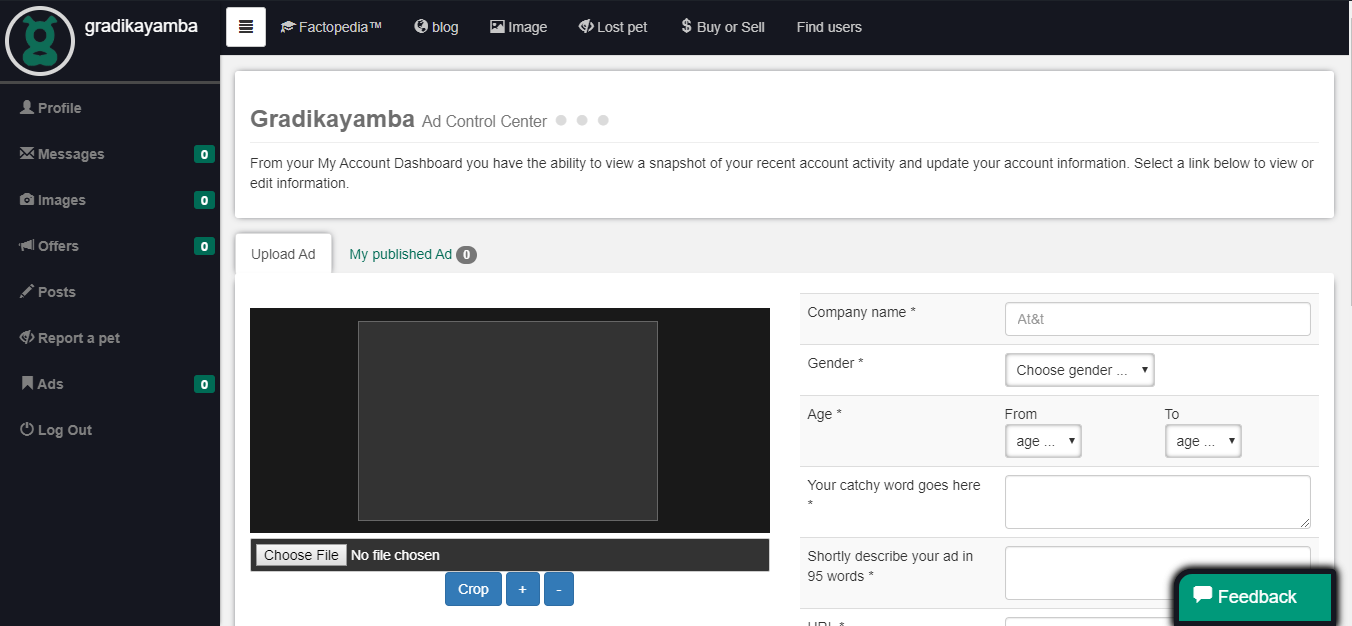 gradikayamba
Factopedia™
blog
Image
Lost pet
$ Buy or Sell
Find users
Profile
Messages 0
Images 0
Offers 0
Posts
Report a pet
Ads 0
Log Out
Gradikayamba Ad Control Center
From your My Account Dashboard you have the ability to view a snapshot of your recent account activity and update your account information. Select a link below to view or
edit information.
Upload Ad
My published Ad 0
Choose File No file chosen
Crop + -
Company name *
At&t
Gender *
Choose gender ...
Age *
From
To
age ...
age ...
Your catchy word goes here
*
Shortly describe your ad in
95 words *
URL *
Feedback